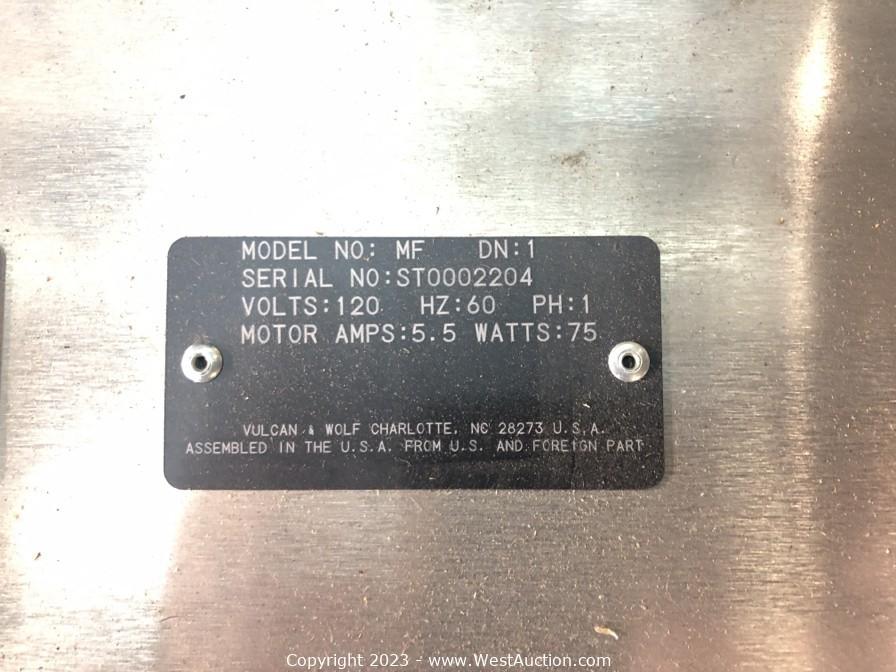 MODEL NO: MF DN:1
SERIAL NO:ST0002204
VOLTS:120 HZ:60 PH:1
MOTOR AMPS:5.5 WATTS:75
VULCAN & WOLF CHARLOTTE, NC 28273 U.S.A.
ASSEMBLED IN THE U.S.A. FROM U.S. AND FOREIGN PART
Copyright 2023 - www.WestAuction.com